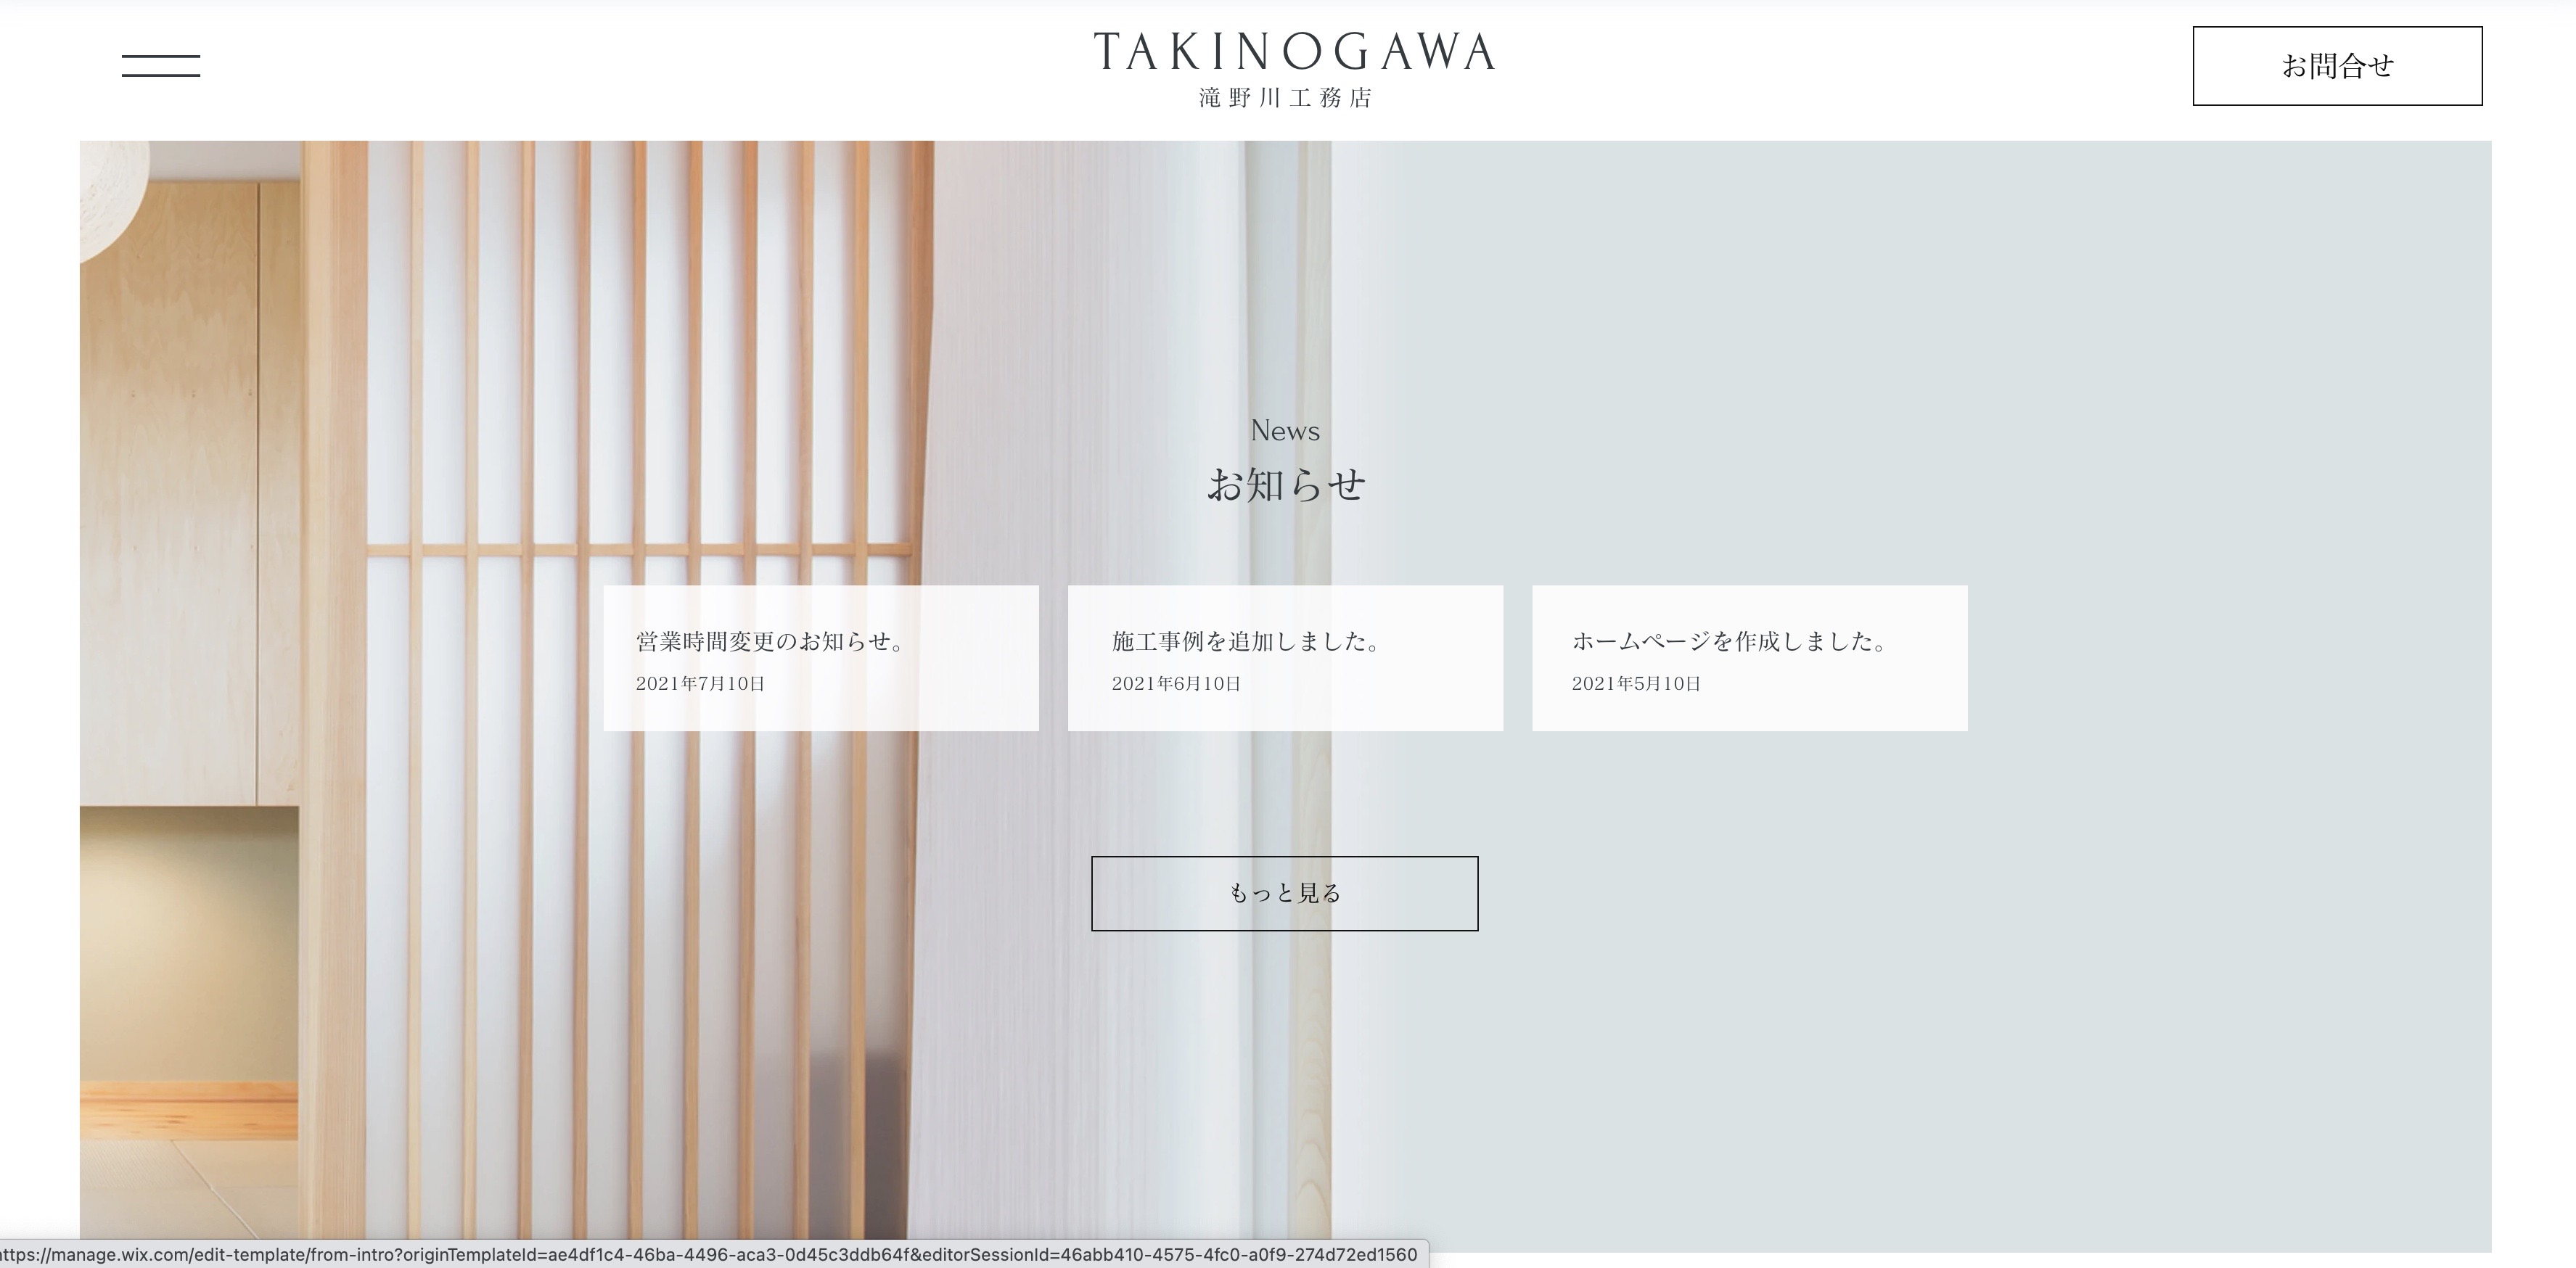 TAKINOGAWA
滝野川工務店
お問合せ
News
お知らせ
営業時間変更のお知らせ。
2021年7月10日
施工事例を追加しました。
2021年6月10日
ホームページを作成しました。
2021年5月10日
もっと見る
ttps://manage.wix.com/edit-template/from-intro?originTemplateId=ae4df1c4-46ba-4496-aca3-0d45c3ddb64f&editorSessionId=46abb410-4575-4fc0-a0f9-274d72ed1560